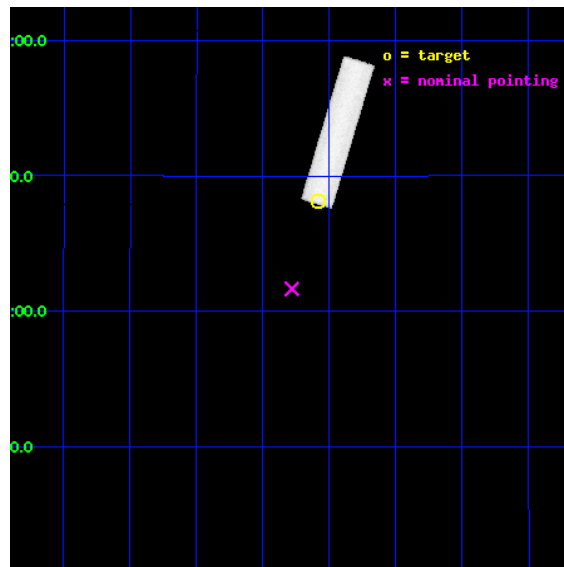 :00.0
o = target
x = nominal pointing
0.0
:00.0
0.0